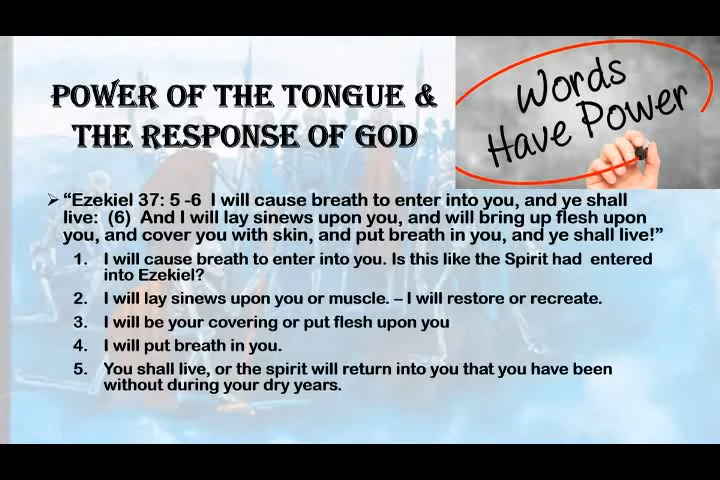 POWER OF THE TONGUE &
THE RESPONSE OF GOD
Words
Have Power
➢ “Ezekiel 37: 5 -6 I will cause breath to enter into you, and ye shall
live: (6) And I will lay sinews upon you, and will bring up flesh upon
you, and cover you with skin, and put breath in you, and ye shall live!”
1. I will cause breath to enter into you. Is this like the Spirit had entered
into Ezekiel?
2. I will lay sinews upon you or muscle. – I will restore or recreate.
3. I will be your covering or put flesh upon you
4. I will put breath in you.
5. You shall live, or the spirit will return into you that you have been
without during your dry years.